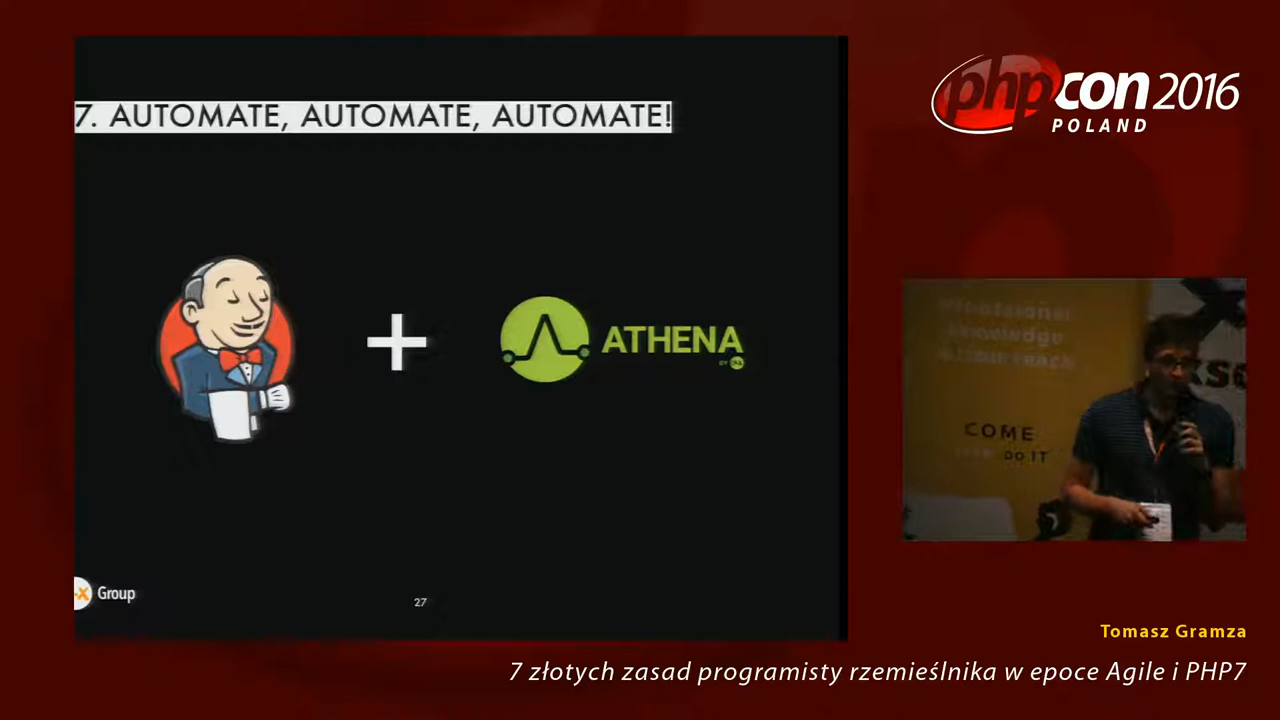 7. AUTOMATE, AUTOMATE, AUTOMATE!
ATHENA
-X Group
27
phpcon 2016
POLAND
knowledge
COME
DO IT
Tomasz Gramza
7 złotych zasad programisty rzemieślnika w epoce Agile i PHP7